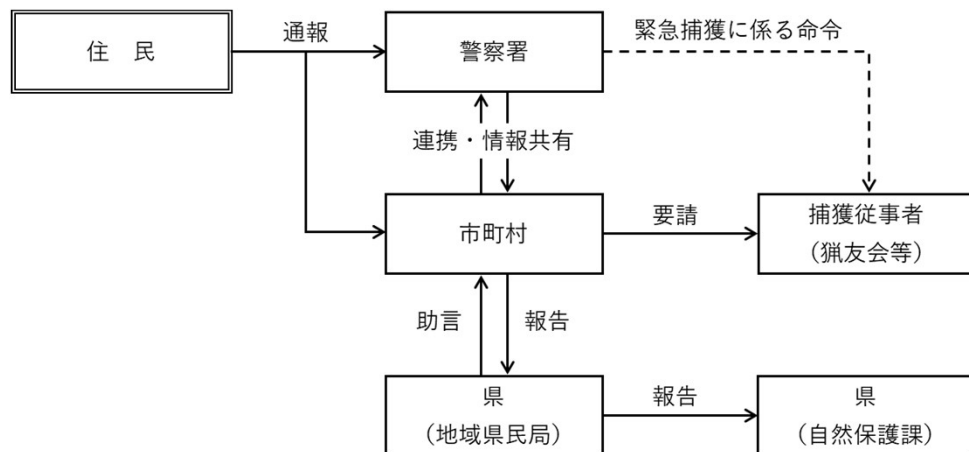 住　民
通報
警察署
緊急捕獲に係る命令
連携・情報共有
市町村
要請
捕獲従事者
（猟友会等）
助言
報告
県
（地域県民局）
報告
県
（自然保護課）